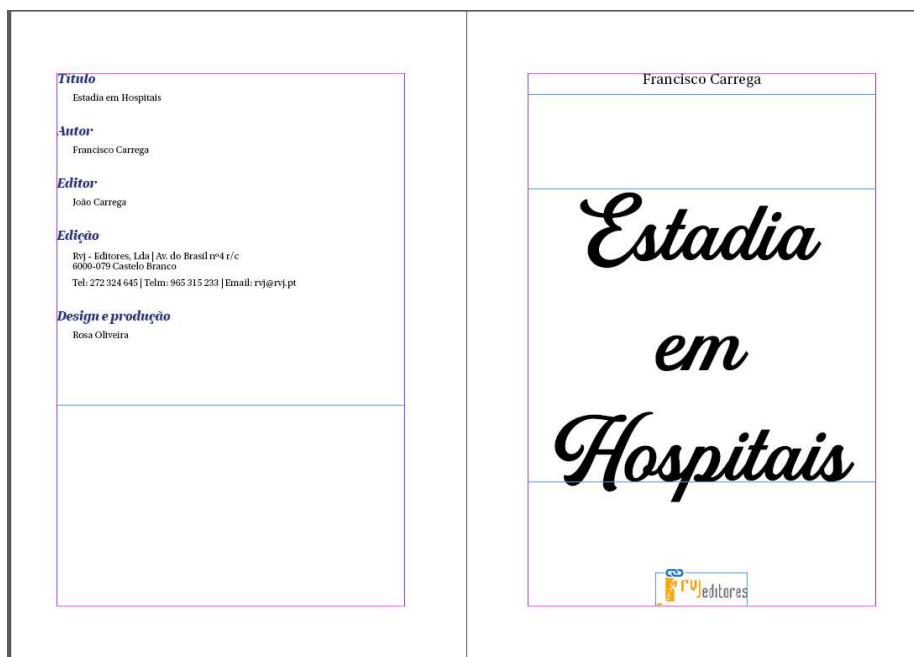 Título
Estadia em Hospitais
Autor
Francisco Carrega
Editor
João Carrega
Edição
Rvj - Editores, Lda | Av. do Brasil nº4 r/c
6000-079 Castelo Branco
Tel: 272 324 645 | Telm: 965 315 233 | Email: rvj@rvj.pt
Design e produção
Rosa Oliveira
Francisco Carrega
Estadia
em
Hospitais
rvj editores